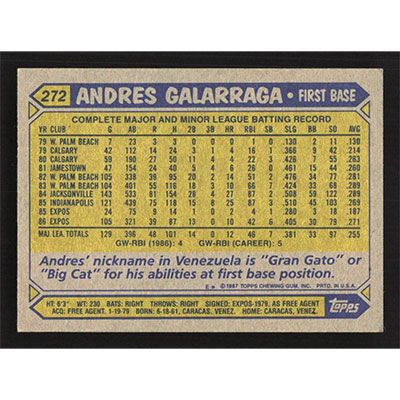 272 ANDRES GALARRAGA • FIRST BASE
COMPLETE MAJOR AND MINOR LEAGUE BATTING RECORD
YR CLUB G AB R H 2B 3B HR RBI SB SLG BB SO AVG
79 W. PALM BEACH 7 23 3 3 0 0 0 1 0 .130 2 11 .130
79 CALGARY 42 112 14 24 3 1 4 16 1 .366 9 42 .214
80 CALGARY 59 190 27 50 11 4 4 22 3 .426 7 55 .263
81 JAMESTOWN 47 154 24 40 5 4 6 26 0 .461 15 44 .260
82 W. PALM BEACH 105 338 39 95 20 2 14 51 2 .476 34 77 .281
83 W. PALM BEACH 104 401 55 116 18 3 10 66 7 .424 33 68 .289
84 JACKSONVILLE 143 533 81 154 28 4 27 87 2 .508 59 122 .289
85 INDIANAPOLIS 121 439 75 118 15 8 25 87 3 .510 45 103 .269
85 EXPOS 24 75 9 14 1 0 2 4 1 .280 3 18 .187
86 EXPOS 105 321 39 87 13 0 10 42 6 .405 30 79 .271
MAJ. LEA. TOTALS 129 396 48 101 14 0 12 46 7 .381 33 97 .255
GW-RBI (1986): 4 GW-RBI (CAREER): 5
Andres' nickname in Venezuela is "Gran Gato" or
"Big Cat" for his abilities at first base position.
E* ©1987 TOPPS CHEWING GUM, INC. PRTD. IN U.S.A.
HT: 6'3" WT: 230 BATS: RIGHT THROWS: RIGHT SIGNED: EXPOS-1979, AS FREE AGENT
ACQ: FREE AGENT, 1-19-79 BORN: 6-18-61, CARACAS, VENEZ. HOME: CARACAS, VENEZ.
Topps